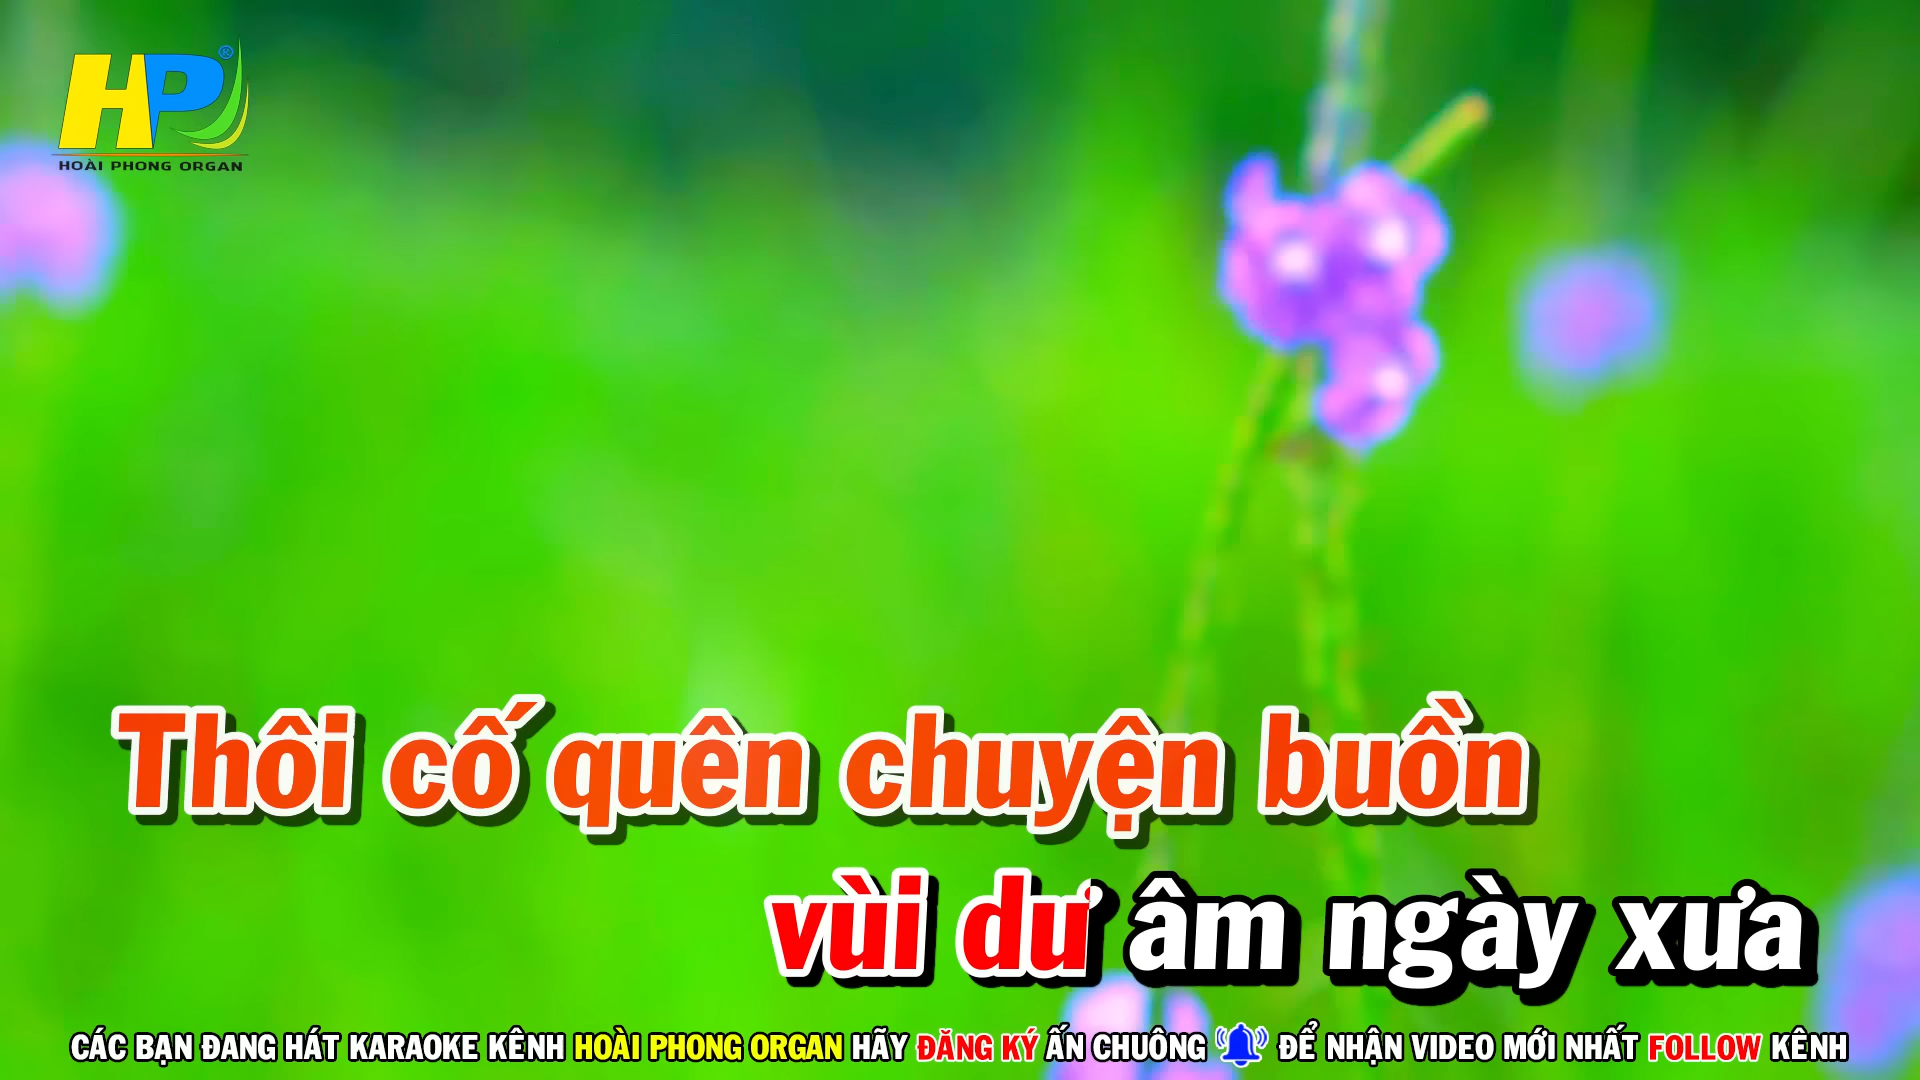 HP®
HOÀI PHONG ORGAN
Thôi cố quên chuyện buồn
vùi dư âm ngày xưa
CÁC BẠN ĐANG HÁT KARAOKE KÊNH HOÀI PHONG ORGAN HÃY ĐĂNG KÝ ẤN CHUÔNG ĐỂ NHẬN VIDEO MỚI NHẤT FOLLOW KÊNH